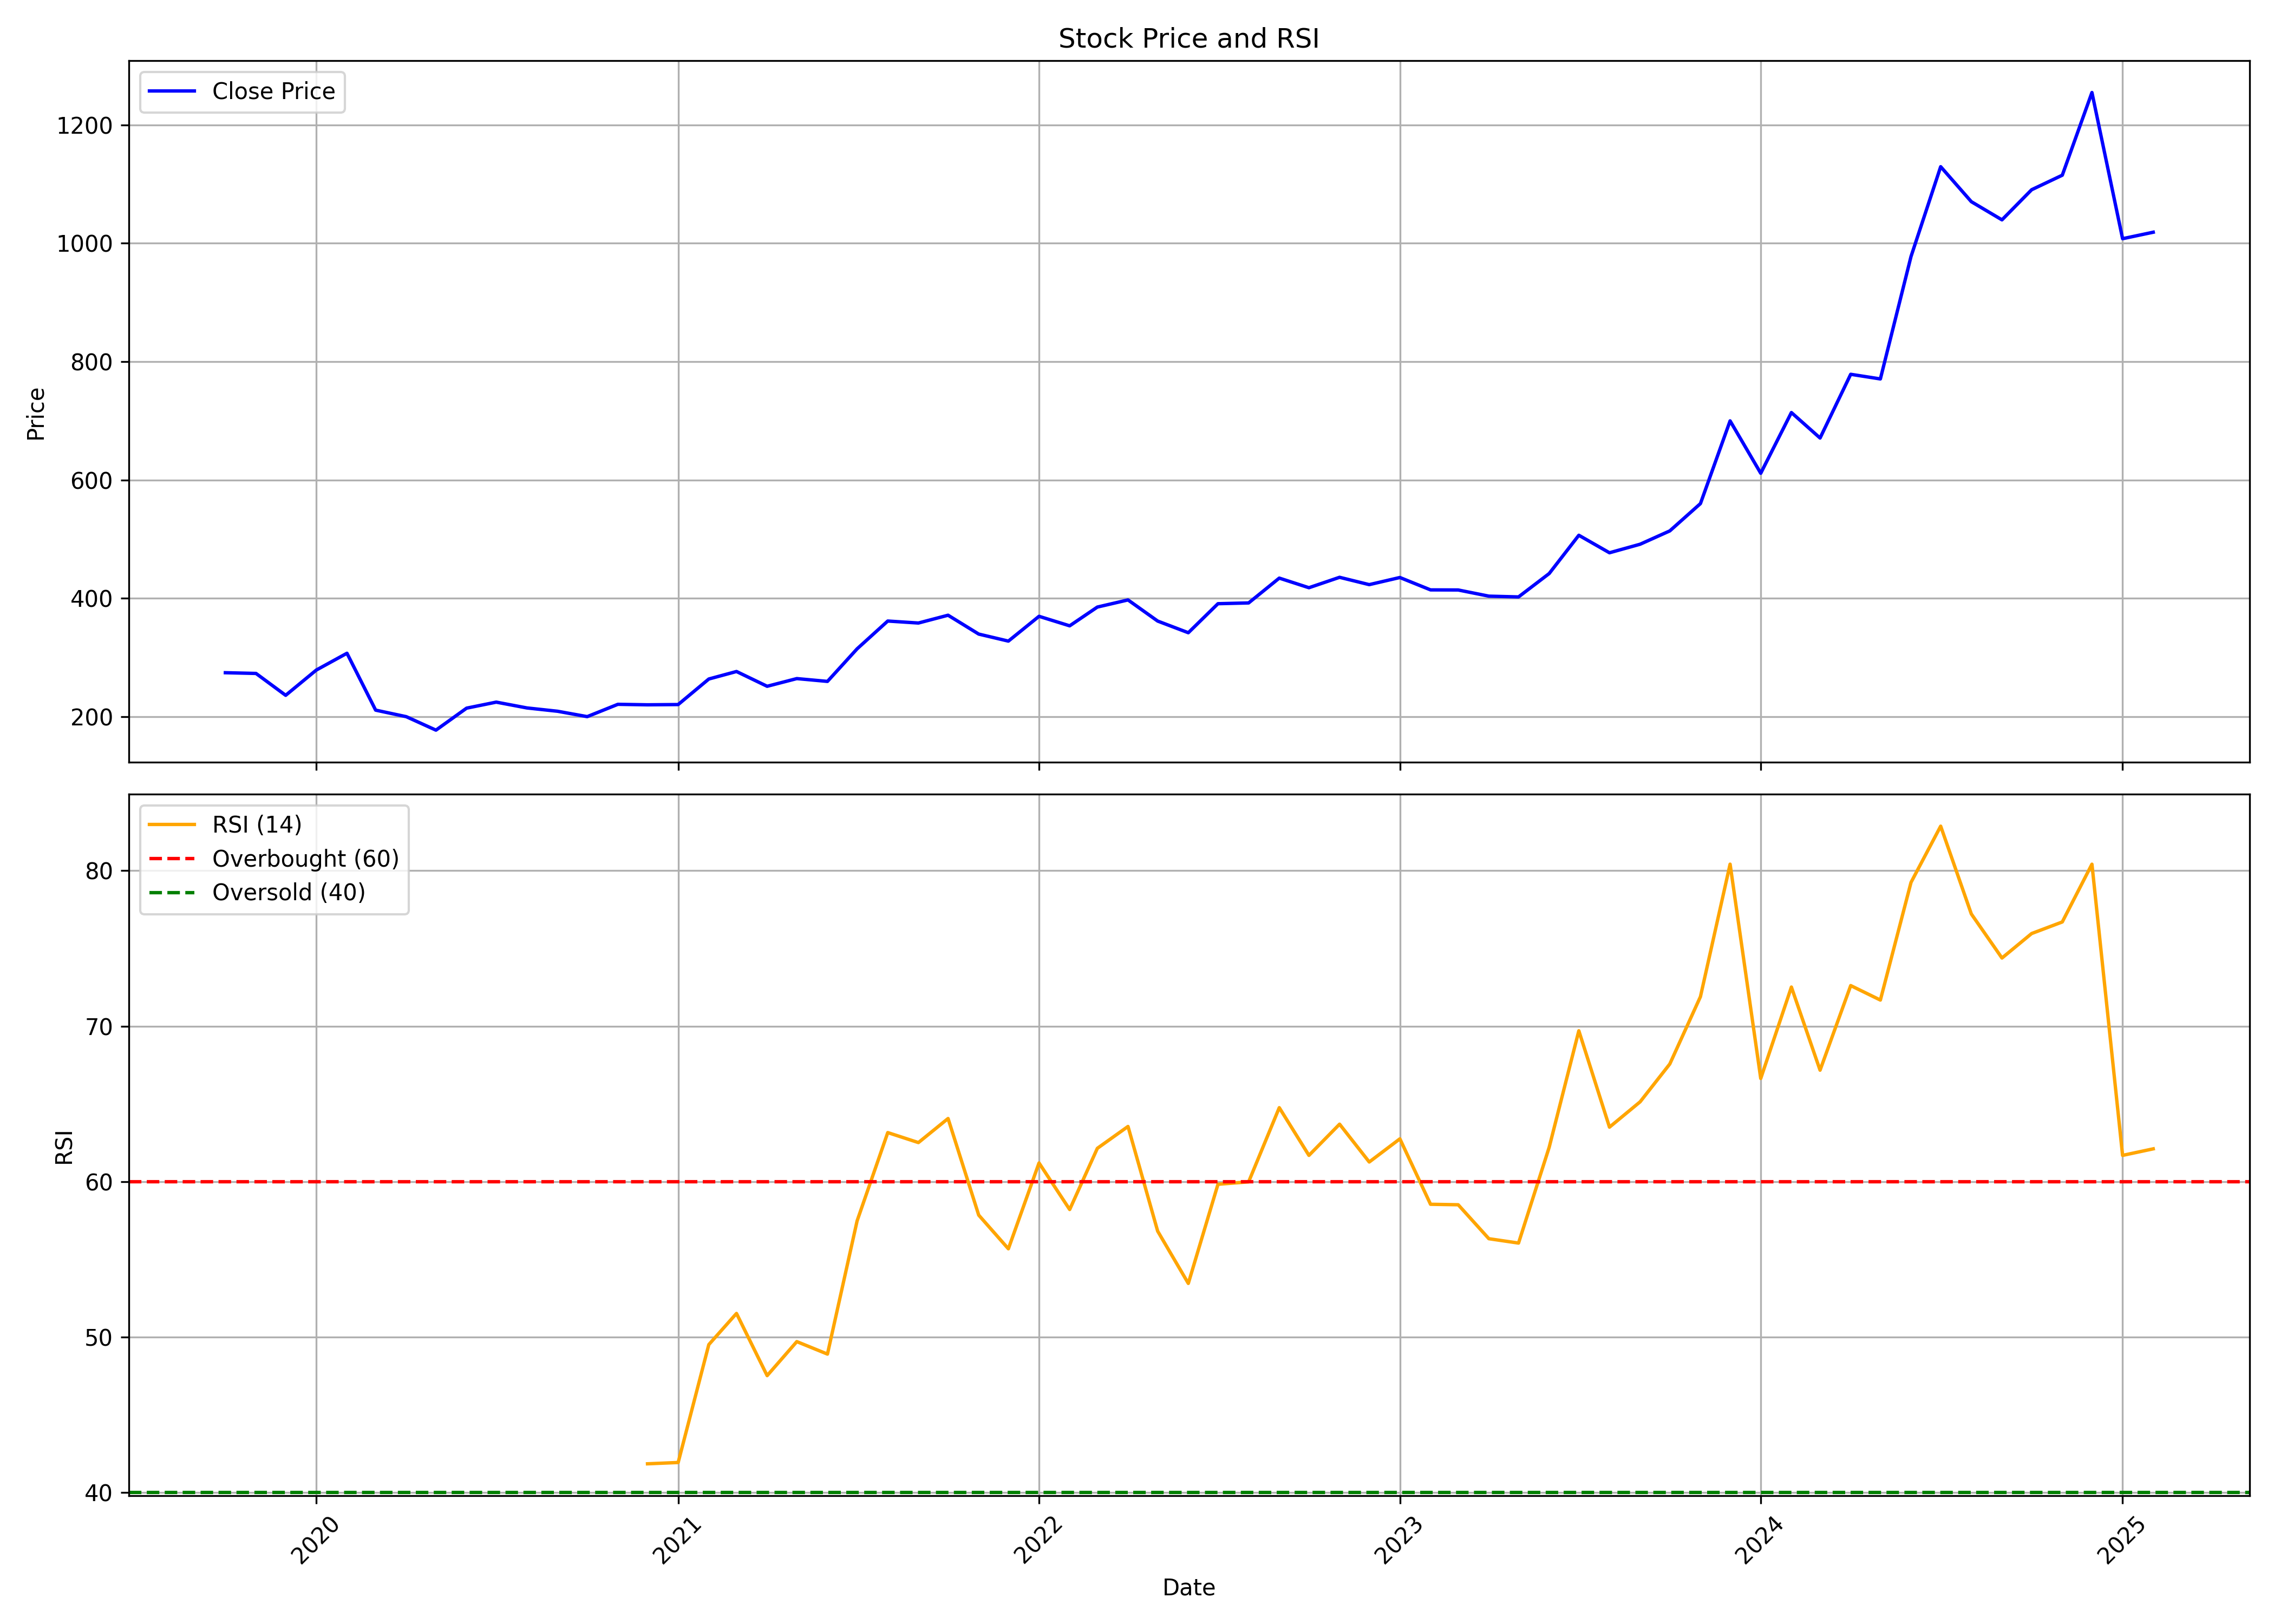 Stock Price and RSI
Close Price
1200
1000
800
600
400
200
Price
RSI (14)
Overbought (60)
Oversold (40)
80
70
60
50
40
RSI
2020
2021
2022
2023
2024
2025
Date